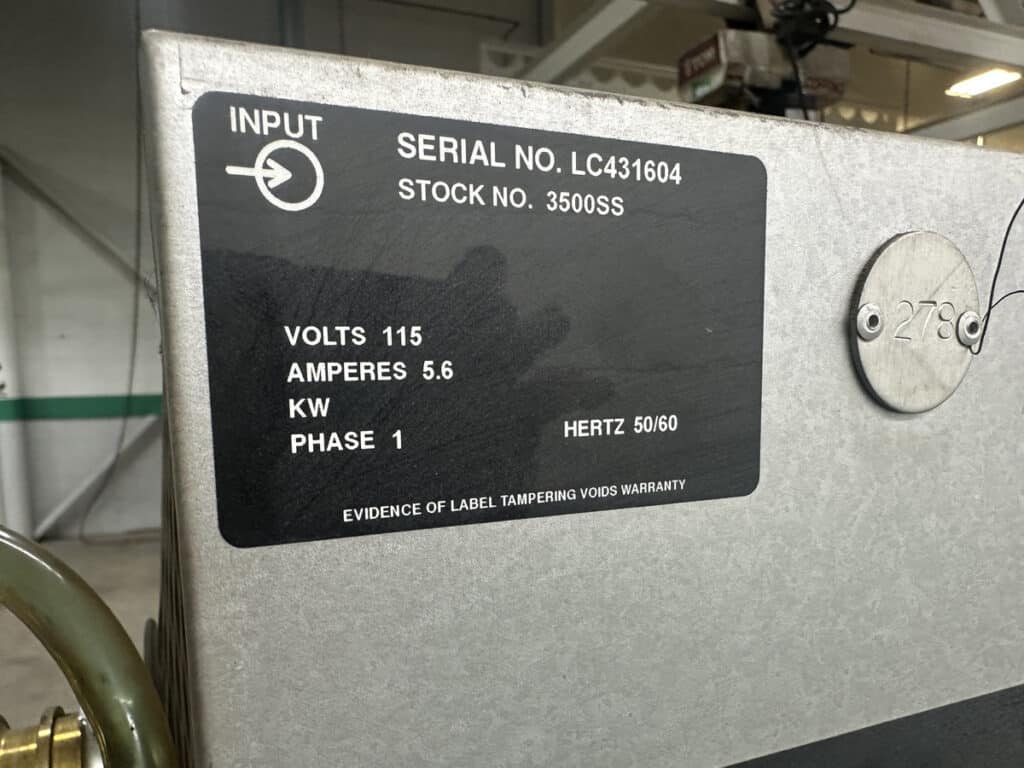 INPUT
SERIAL NO. LC431604
STOCK NO. 3500SS
VOLTS 115
AMPERES 5.6
KW
PHASE 1
HERTZ 50/60
EVIDENCE OF LABEL TAMPERING VOIDS WARRANTY
278